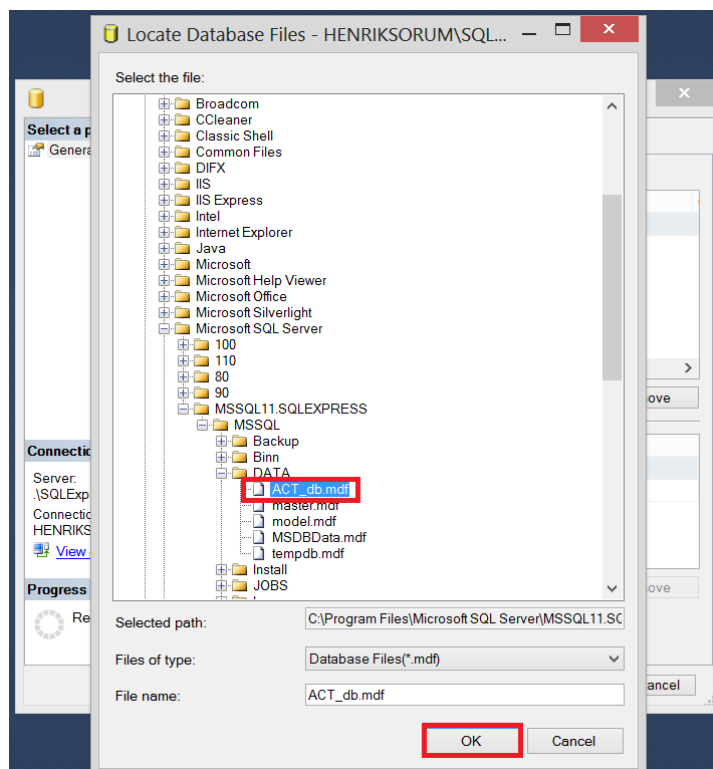 Locate Database Files - HENRIKSORUM\SQL...
Select the file:
Broadcom
CCleaner
Classic Shell
Common Files
DIFX
IIS
IIS Express
Intel
Internet Explorer
Java
Microsoft
Microsoft Help Viewer
Microsoft Office
Microsoft Silverlight
Microsoft SQL Server
100
110
80
90
MSSQL11.SQLEXPRESS
MSSQL
Backup
Binn
DATA
ACT_db.mdf
master.mdf
model.mdf
MSDBData.mdf
tempdb.mdf
Install
JOBS
Selected path: C:\Program Files\Microsoft SQL Server\MSSQL11.SC
Files of type: Database Files(*.mdf)
File name: ACT_db.mdf
OK Cancel
Select a p
Genera
Connectic
Server:
.\SQLExp
Connectic
HENRIKS
View
Progress
Re
ove
ove
ancel